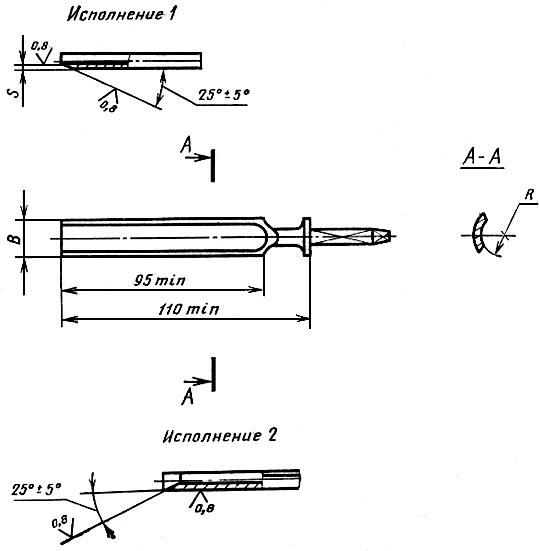 Исполнение 1
0,8
S
0,8
25°±5°
А
А-А
R
В
95 min
110 min
А
Исполнение 2
25°±5°
0,8
0,8